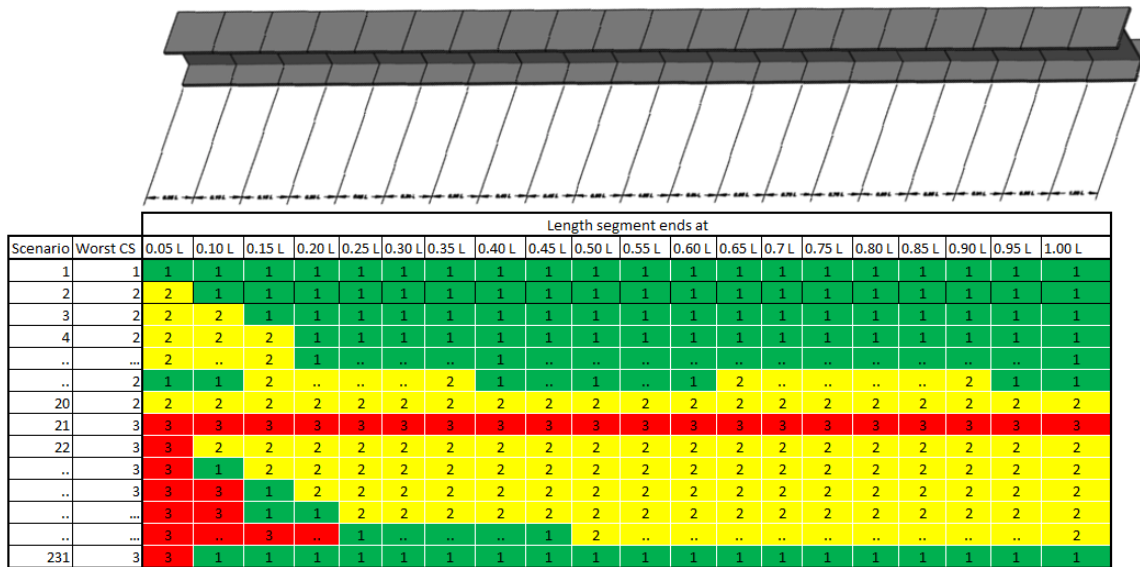 Length segment ends at
Scenario Worst CS 0.05 L 0.10 L 0.15 L 0.20 L 0.25 L 0.30 L 0.35 L 0.40 L 0.45 L 0.50 L 0.55 L 0.60 L 0.65 L 0.7 L 0.75 L 0.80 L 0.85 L 0.90 L 0.95 L 1.00 L
1 1 1 1 1 1 1 1 1 1 1 1 1 1 1 1 1 1 1 1 1 1
2 2 2 1 1 1 1 1 1 1 1 1 1 1 1 1 1 1 1 1 1 1
3 2 2 2 1 1 1 1 1 1 1 1 1 1 1 1 1 1 1 1 1 1
4 2 2 2 2 1 1 1 1 1 1 1 1 1 1 1 1 1 1 1 1 1
.. ... 2 .. 2 1 .. .. .. 1 .. .. .. .. .. .. .. .. .. .. .. 1
.. 2 1 1 2 .. .. .. 2 1 .. 1 .. 1 2 .. .. .. .. 2 1 1
20 2 2 2 2 2 2 2 2 2 2 2 2 2 2 2 2 2 2 2 2 2
21 3 3 3 3 3 3 3 3 3 3 3 3 3 3 3 3 3 3 3 3 3
22 3 3 2 2 2 2 2 2 2 2 2 2 2 2 2 2 2 2 2 2 2
.. 3 3 1 2 2 2 2 2 2 2 2 2 2 2 2 2 2 2 2 2 2
.. 3 3 3 1 2 2 2 2 2 2 2 2 2 2 2 2 2 2 2 2 2
.. ... 3 3 1 1 2 2 2 2 2 2 2 2 2 2 2 2 2 2 2 2
.. ... 3 .. 3 .. 1 .. .. .. 1 2 .. .. .. .. .. .. .. .. .. 2
231 3 3 1 1 1 1 1 1 1 1 1 1 1 1 1 1 1 1 1 1 1